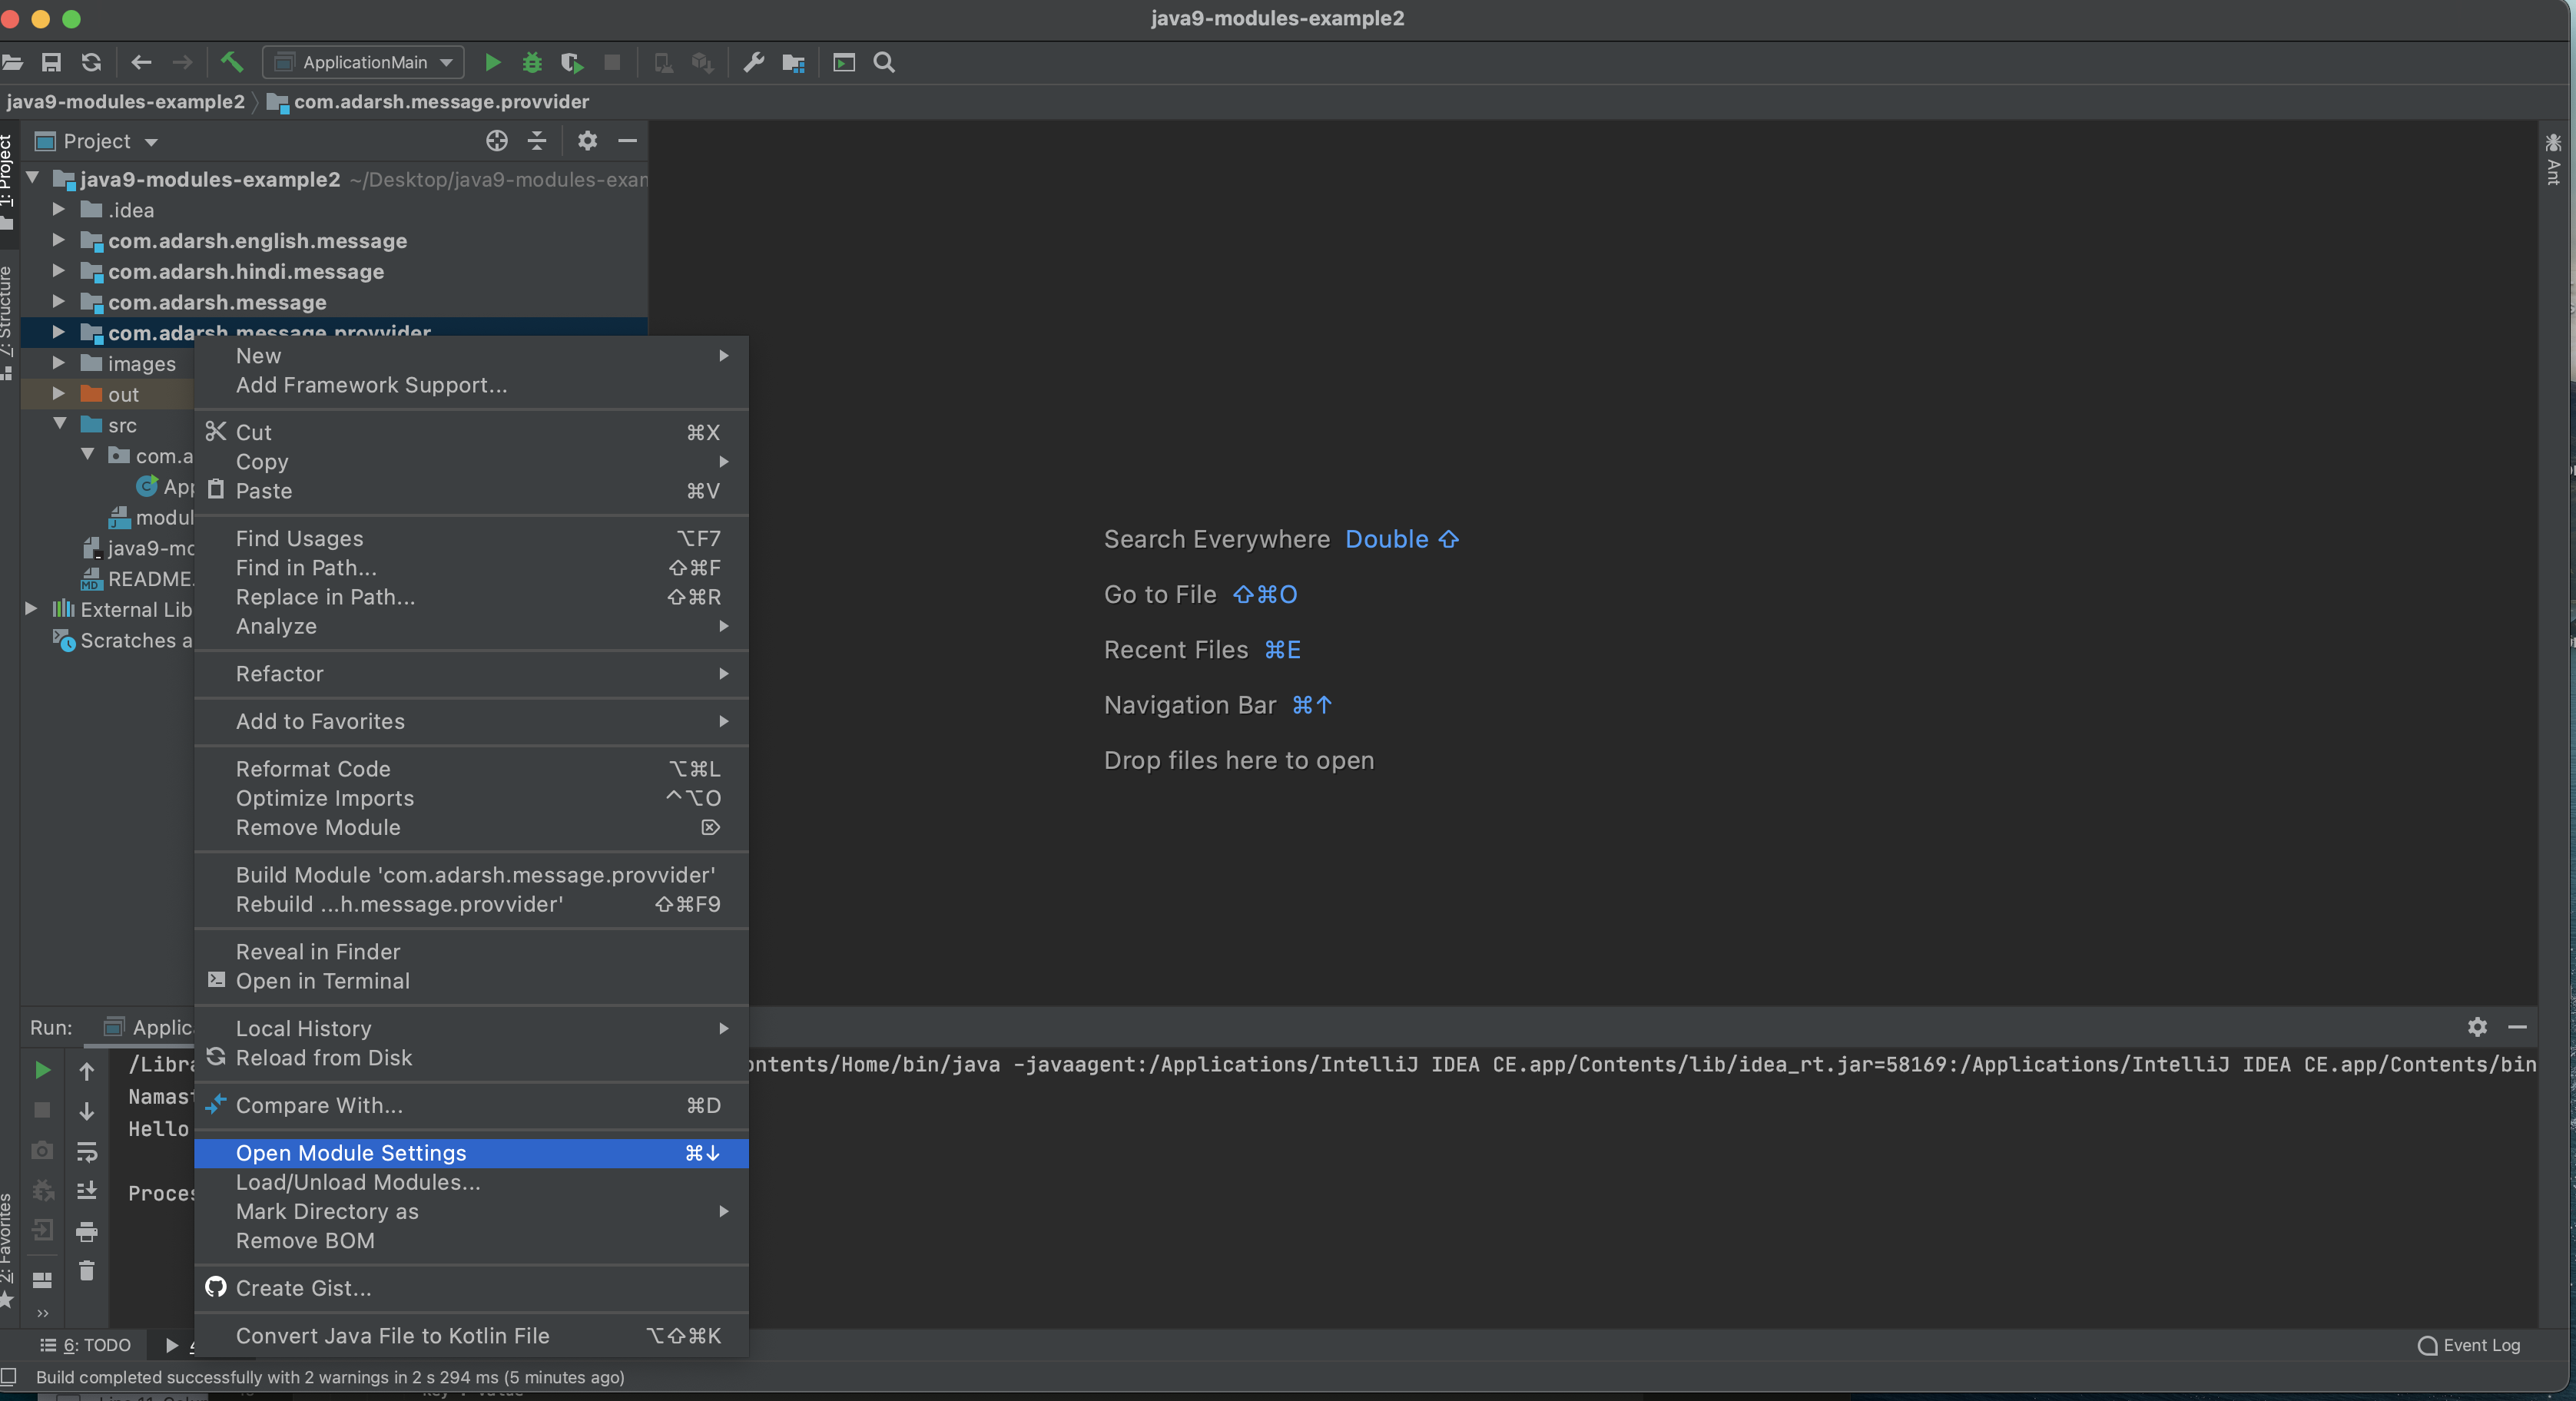 java9-modules-example2
ApplicationMain
java9-modules-example2 com.adarsh.message.provvider
Project
java9-modules-example2 ~/Desktop/java9-modules-exam
.idea
com.adarsh.english.message
com.adarsh.hindi.message
com.adarsh.message
com.adarsh.message.provvider
images
out
src
com.a
App
modul
java9-mo
README.
External Lib
Scratches a
1: Project
7: Structure
2: Favorites
Ant
New
Add Framework Support...
Cut ⌘X
Copy
Paste ⌘V
Find Usages ⌥F7
Find in Path... ⇧⌘F
Replace in Path... ⇧⌘R
Analyze
Refactor
Add to Favorites
Reformat Code ⌥⌘L
Optimize Imports ^⌥O
Remove Module ⌦
Build Module 'com.adarsh.message.provvider'
Rebuild ...h.message.provvider' ⇧⌘F9
Reveal in Finder
Open in Terminal
Local History
Reload from Disk
Compare With... ⌘D
Open Module Settings ⌘↓
Load/Unload Modules...
Mark Directory as
Remove BOM
Create Gist...
Convert Java File to Kotlin File ⌥⇧⌘K
Search Everywhere Double ⇧
Go to File ⇧⌘O
Recent Files ⌘E
Navigation Bar ⌘↑
Drop files here to open
Run: Applic
/Libra ontents/Home/bin/java -javaagent:/Applications/IntelliJ IDEA CE.app/Contents/lib/idea_rt.jar=58169:/Applications/IntelliJ IDEA CE.app/Contents/bin
Namast
Hello
Proces
6: TODO
Event Log
Build completed successfully with 2 warnings in 2 s 294 ms (5 minutes ago)